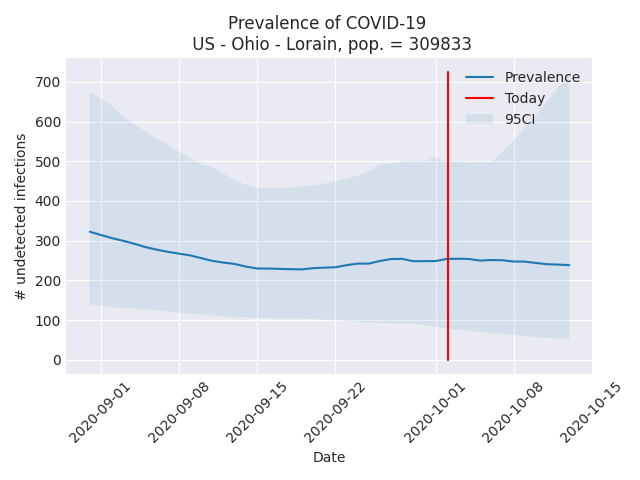 Prevalence of COVID-19
US - Ohio - Lorain, pop. = 309833
Prevalence
Today
95CI
# undetected infections
700
600
500
400
300
200
100
0
2020-09-01
2020-09-08
2020-09-15
2020-09-22
2020-10-01
2020-10-08
2020-10-15
Date